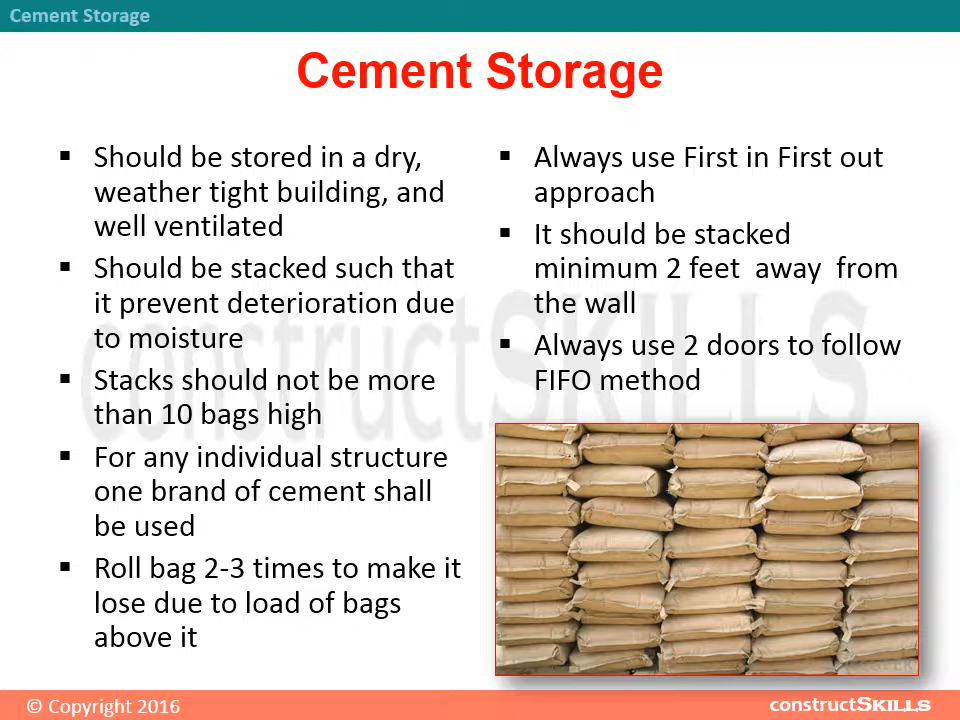 Cement Storage
Cement Storage
▪ Should be stored in a dry,
weather tight building, and
well ventilated
▪ Should be stacked such that
it prevent deterioration due
to moisture
▪ Stacks should not be more
than 10 bags high
▪ For any individual structure
one brand of cement shall
be used
▪ Roll bag 2-3 times to make it
lose due to load of bags
above it
▪ Always use First in First out
approach
▪ It should be stacked
minimum 2 feet away from
the wall
▪ Always use 2 doors to follow
FIFO method
constructSKILLS
© Copyright 2016
constructSKILLS